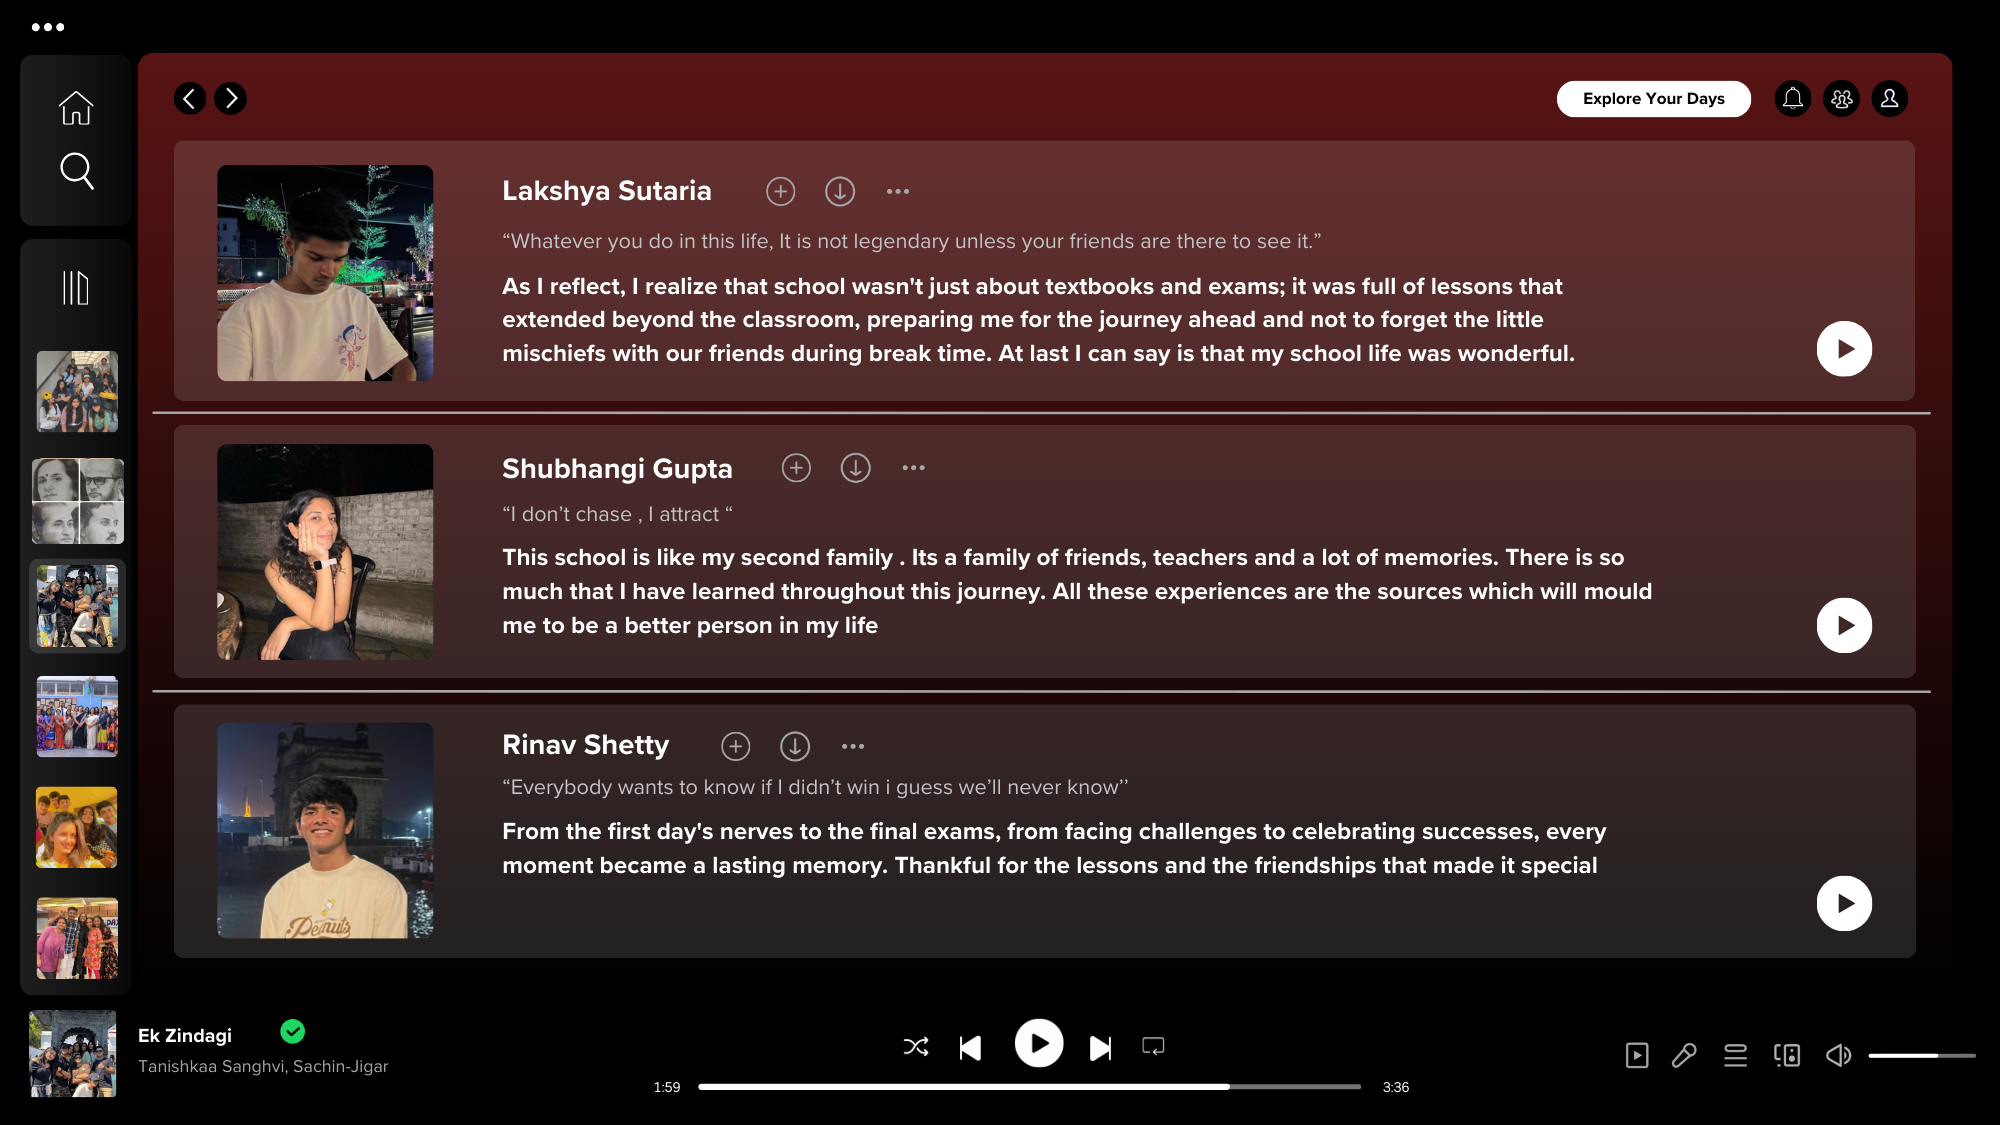 Explore Your Days
Lakshya Sutaria
“Whatever you do in this life, It is not legendary unless your friends are there to see it.”
As I reflect, I realize that school wasn't just about textbooks and exams; it was full of lessons that
extended beyond the classroom, preparing me for the journey ahead and not to forget the little
mischiefs with our friends during break time. At last I can say is that my school life was wonderful.
Shubhangi Gupta
“I don’t chase , I attract “
This school is like my second family . Its a family of friends, teachers and a lot of memories. There is so
much that I have learned throughout this journey. All these experiences are the sources which will mould
me to be a better person in my life
Rinav Shetty
“Everybody wants to know if I didn’t win i guess we’ll never know’’
From the first day's nerves to the final exams, from facing challenges to celebrating successes, every
moment became a lasting memory. Thankful for the lessons and the friendships that made it special
Peanuts
Ek Zindagi
Tanishkaa Sanghvi, Sachin-Jigar
1:59
3:36